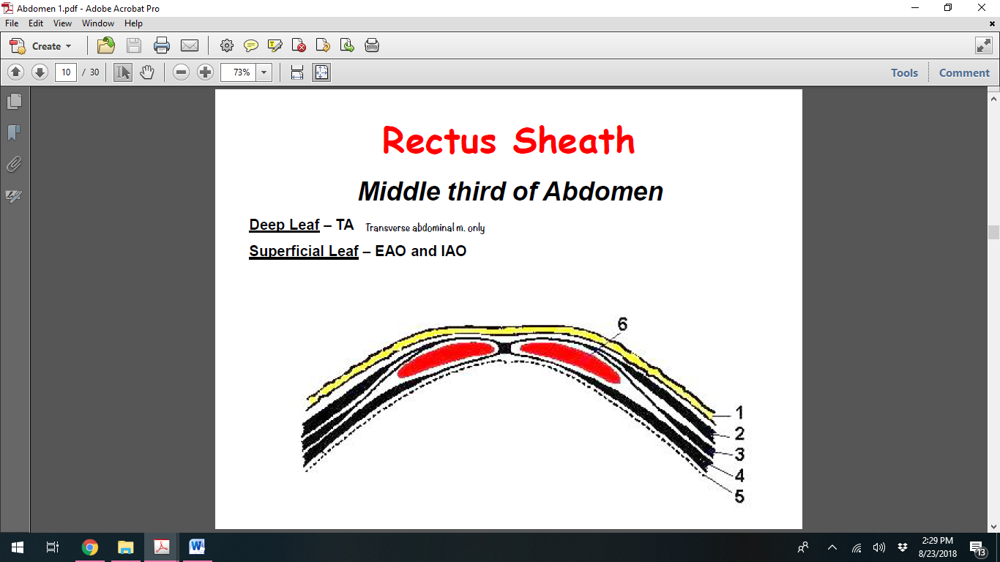 Abdomen 1.pdf - Adobe Acrobat Pro
File Edit View Window Help
Create
10 / 30 73% Tools Comment
Rectus Sheath
Middle third of Abdomen
Deep Leaf – TA Transverse abdominal m. only
Superficial Leaf – EAO and IAO
6
1
2
3
4
5
2:29 PM
8/23/2018
13